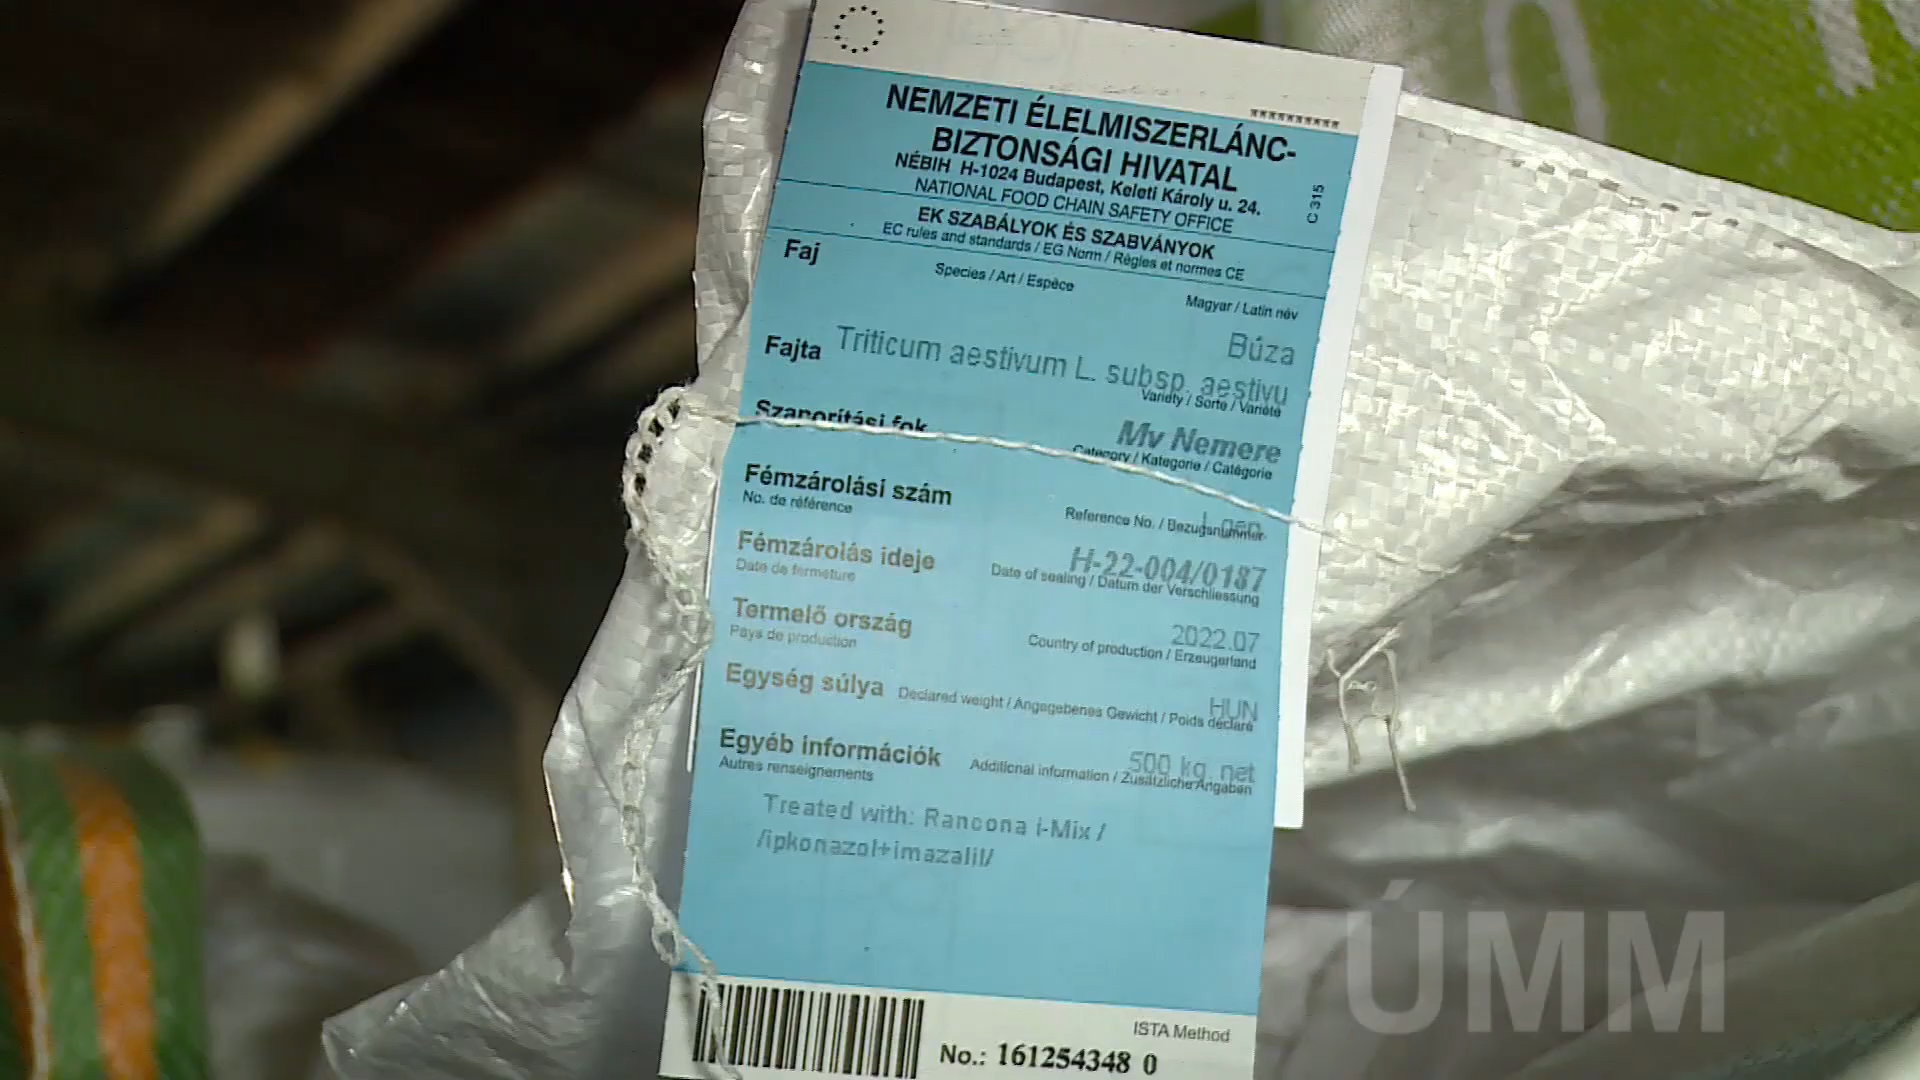 NEMZETI ÉLELMISZERLÁNC-
BIZTONSÁGI HIVATAL
NÉBIH H-1024 Budapest, Keleti Károly u. 24.
NATIONAL FOOD CHAIN SAFETY OFFICE
C 315
EK SZABÁLYOK ÉS SZABVÁNYOK
EC rules and standards / EG Norm / Règles et normes CE
Faj
Species / Art / Espèce
Magyar / Latin név
Búza
Triticum aestivum L. subsp. aestivu
Fajta
Variety / Sorte / Variété
Mv Nemere
Szaporítási fok
Category / Kategorie / Catégorie
Fémzárolási szám
No. de référence
Reference No. / Bezugsnummer
H-22-004/0187
Fémzárolás ideje
Date de fermeture
Date of sealing / Datum der Verschliessung
2022.07
Termelő ország
Pays de production
Country of production / Erzeugerland
HUN
Egység súlya
Declared weight / Angegebenes Gewicht / Poids déclaré
500 kg. net
Egyéb információk
Autres renseignements
Additional information / Zusätzliche Angaben
Treated with: Rancona i-Mix /
/ipkonazol+imazalil/
ISTA Method
No.: 161254348 0
ÚMM